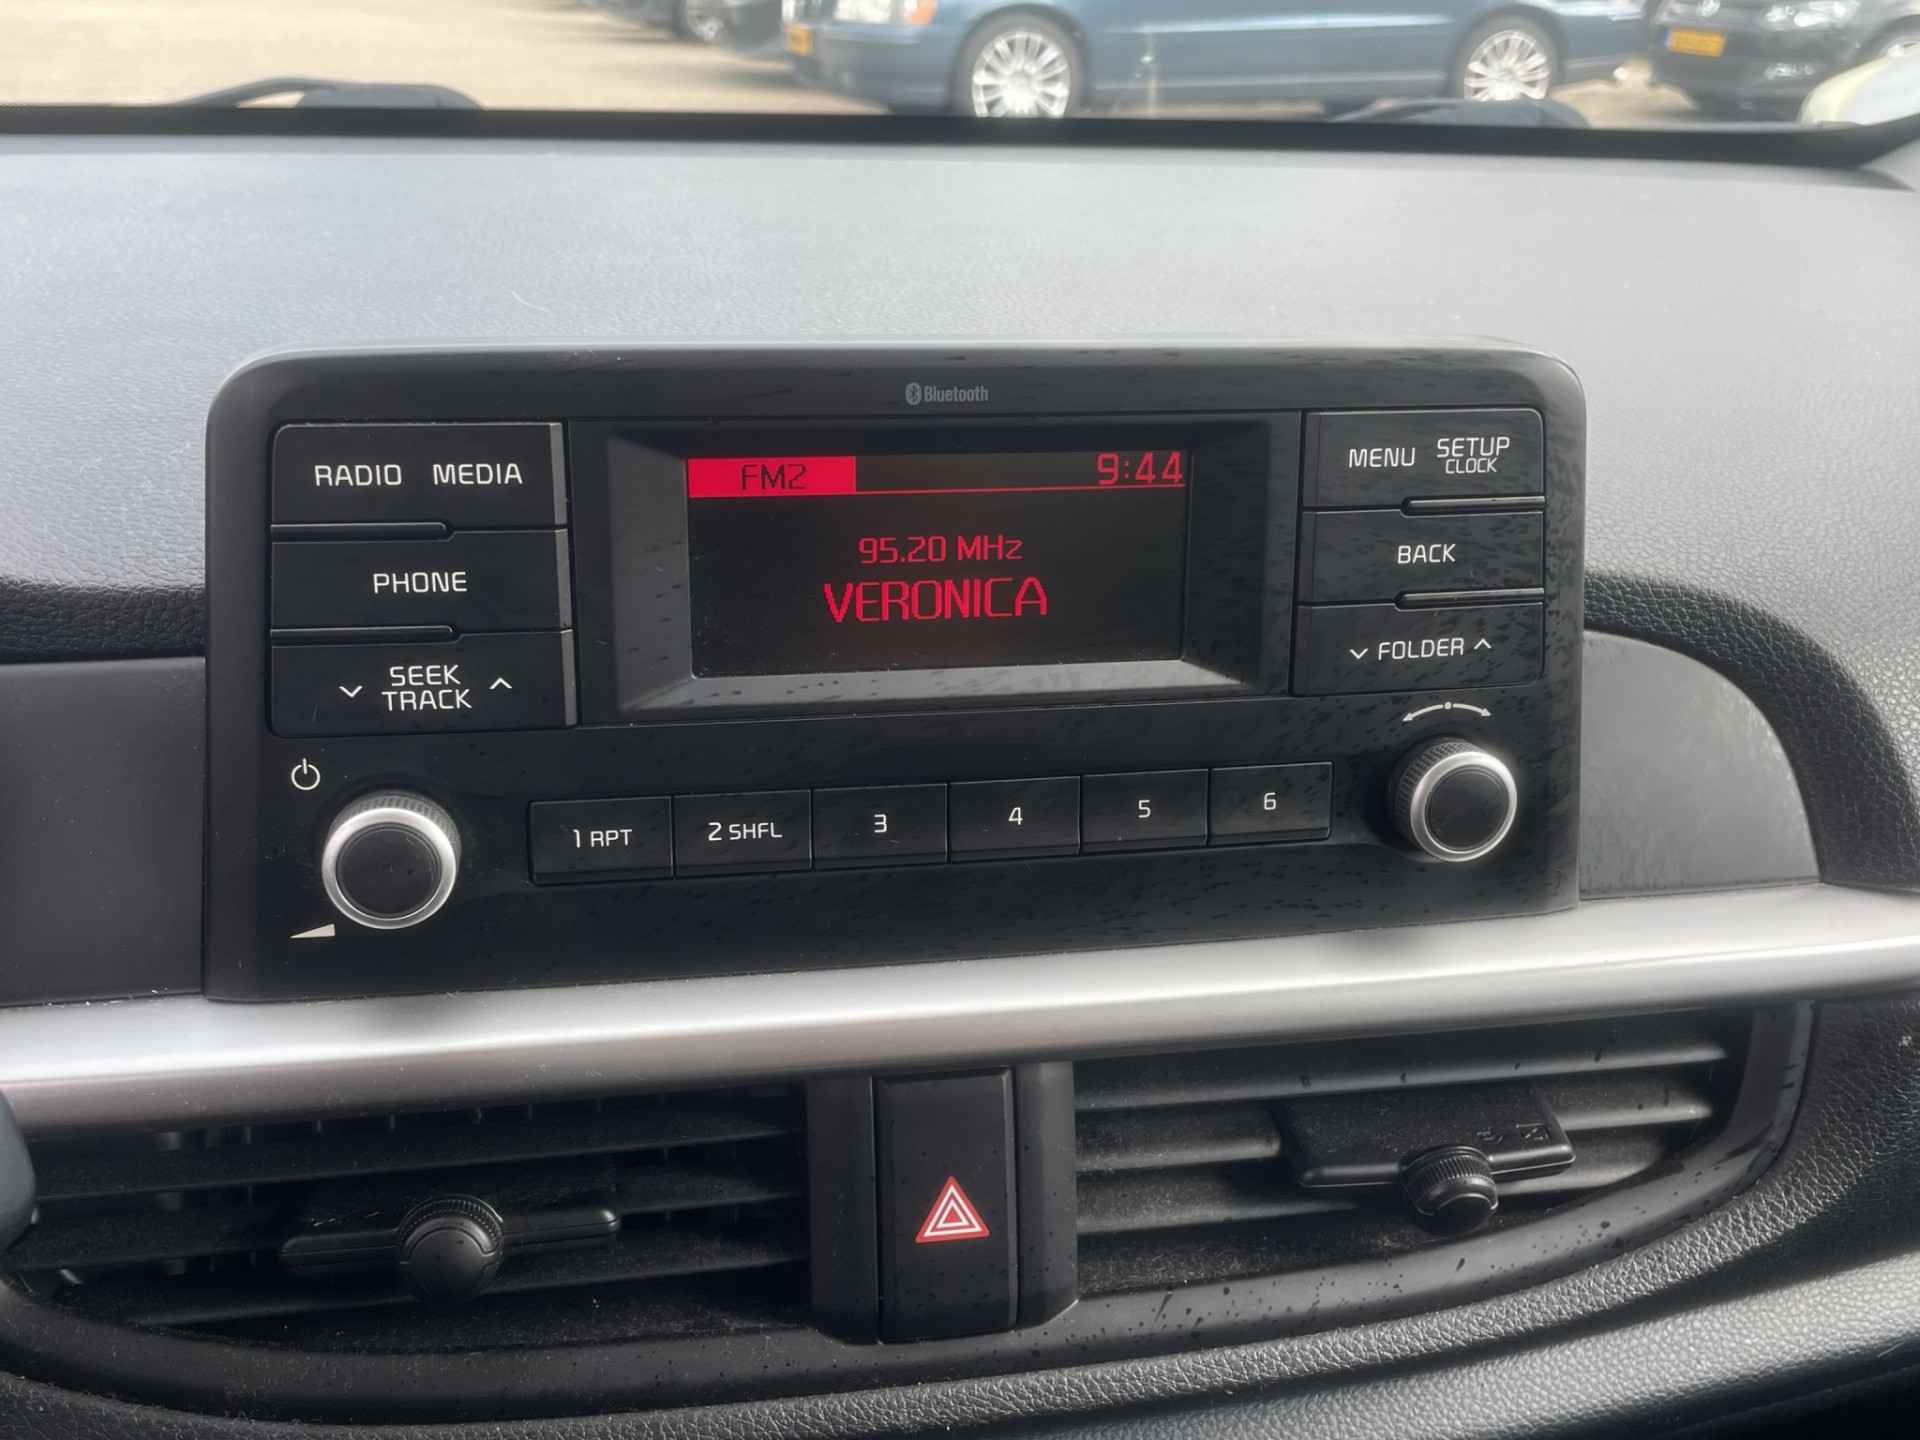 Bluetooth
RADIO MEDIA
PHONE
SEEK
TRACK
FM2 9:44
95.20 MHz
VERONICA
MENU SETUP
CLOCK
BACK
FOLDER
1 RPT 2 SHFL 3 4 5 6